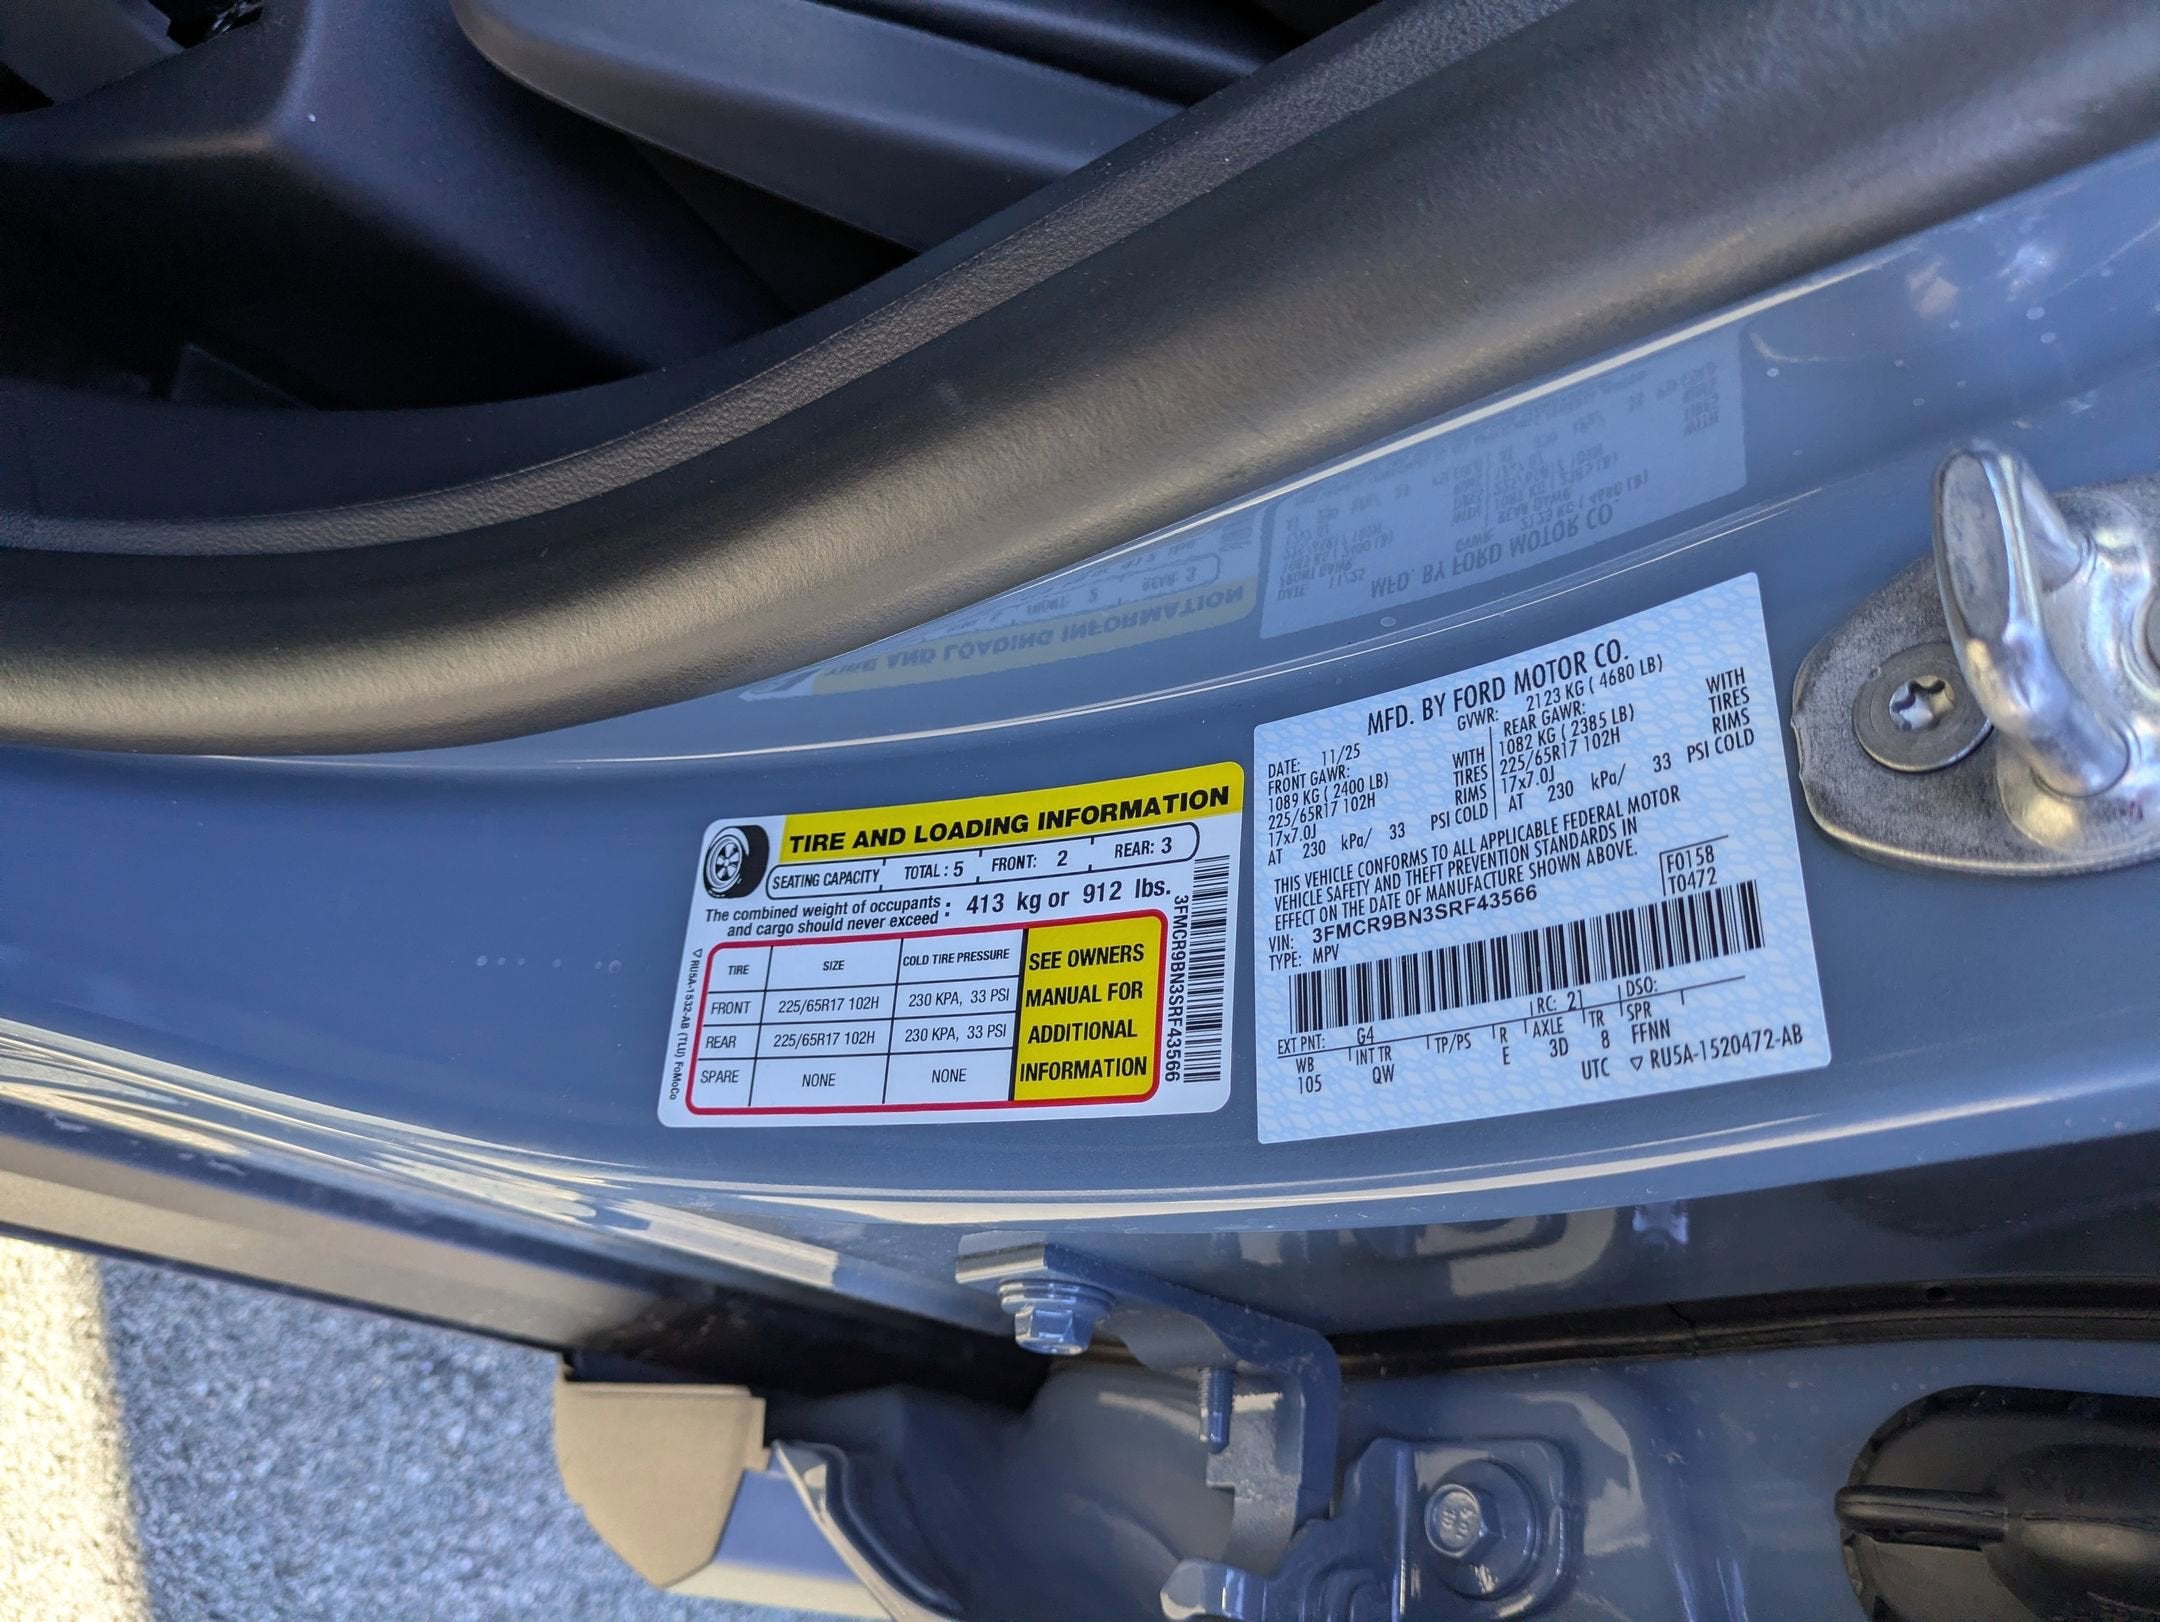 TIRE AND LOADING INFORMATION
SEATING CAPACITY TOTAL : 5 FRONT: 2 REAR: 3
The combined weight of occupants and cargo should never exceed : 413 kg or 912 lbs.
TIRE SIZE COLD TIRE PRESSURE
FRONT 225/65R17 102H 230 KPA, 33 PSI
REAR 225/65R17 102H 230 KPA, 33 PSI
SPARE NONE NONE
SEE OWNERS
MANUAL FOR
ADDITIONAL
INFORMATION
3FMCR9BN3SRF43566
RU5A-1532-AB (TLU) FoMoCo
MFD. BY FORD MOTOR CO.
DATE: 11/25 GVWR: 2123 KG ( 4680 LB)
FRONT GAWR: WITH REAR GAWR: WITH
1089 KG ( 2400 LB) TIRES 1082 KG ( 2385 LB) TIRES
225/65R17 102H RIMS 225/65R17 102H RIMS
17x7.0J 17x7.0J
AT 230 kPa/ 33 PSI COLD AT 230 kPa/ 33 PSI COLD
THIS VEHICLE CONFORMS TO ALL APPLICABLE FEDERAL MOTOR
VEHICLE SAFETY AND THEFT PREVENTION STANDARDS IN
EFFECT ON THE DATE OF MANUFACTURE SHOWN ABOVE.
F0158
T0472
VIN: 3FMCR9BN3SRF43566
TYPE: MPV
EXT PNT: G4 RC: 21 DSO:
WB INT TR TP/PS R AXLE TR SPR
105 QW E 3D 8 FFNN
UTC RU5A-1520472-AB